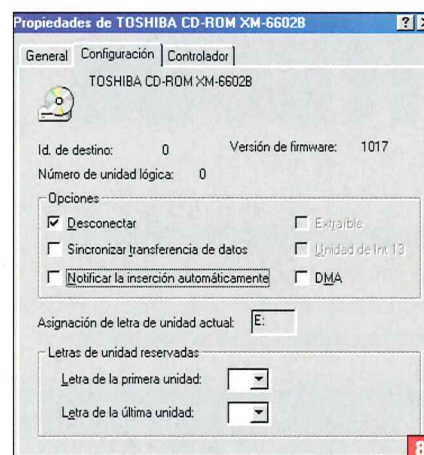 Propiedades de TOSHIBA CD-ROM XM-6602B
General Configuración Controlador
TOSHIBA CD-ROM XM-6602B
Id. de destino: 0 Versión de firmware: 1017
Número de unidad lógica: 0
Opciones
Desconectar Extraíble
Sincronizar transferencia de datos Unidad de Int 13
Notificar la inserción automáticamente DMA
Asignación de letra de unidad actual: E:
Letras de unidad reservadas
Letra de la primera unidad:
Letra de la última unidad:
8